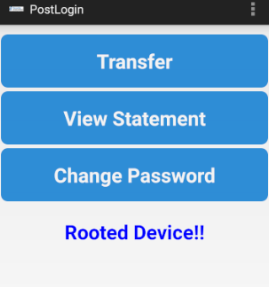 PostLogin
Transfer
View Statement
Change Password
Rooted Device!!